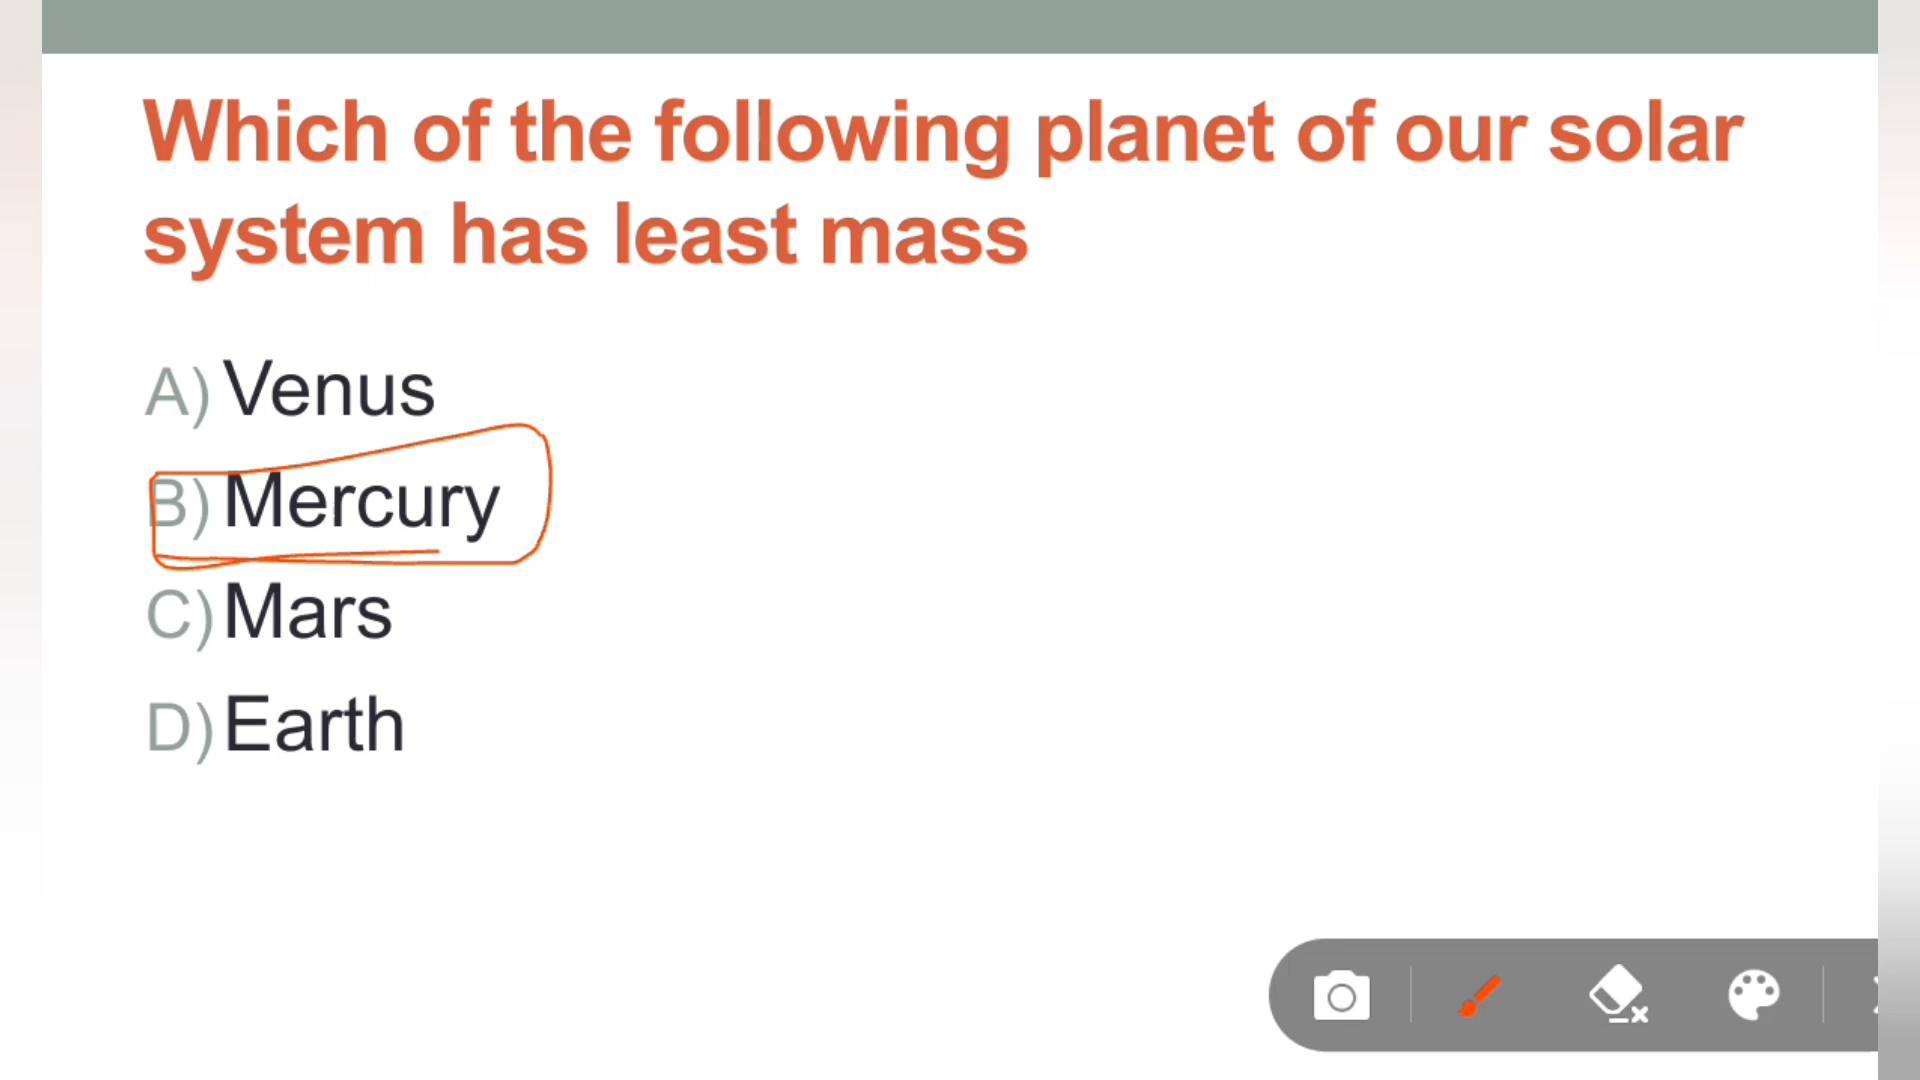 Which of the following planet of our solar
system has least mass
A) Venus
B) Mercury
C) Mars
D) Earth